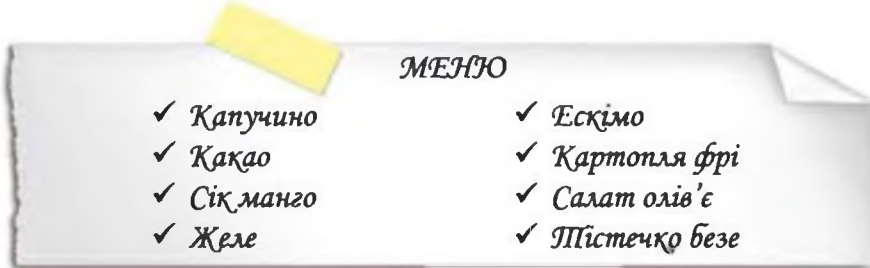 МЕНЮ
✓ Капучино
✓ Какао
✓ Сік манго
✓ Желе
✓ Ескімо
✓ Картопля фрі
✓ Салат олів'є
✓ Тістечко безе